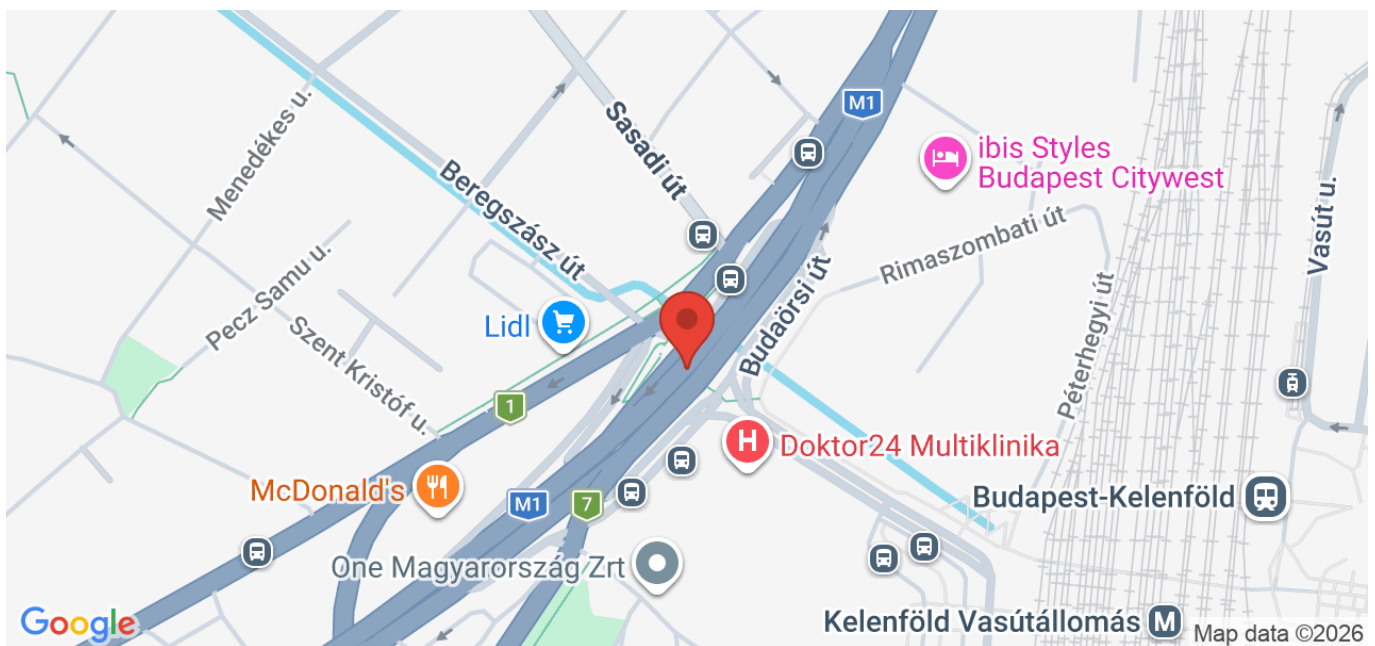 M1
Sasadi út
ibis Styles
Budapest Citywest
Menedékes u.
Beregszász út
Vasút u.
Rimaszombati út
Pecz Samu u.
Budaörsi út
Péterhegyi út
Lidl
Szent Kristóf u.
1
H
Doktor24 Multiklinika
McDonald's
M1
7
Budapest-Kelenföld
One Magyarország Zrt
Google
Kelenföld Vasútállomás M
Map data ©2026